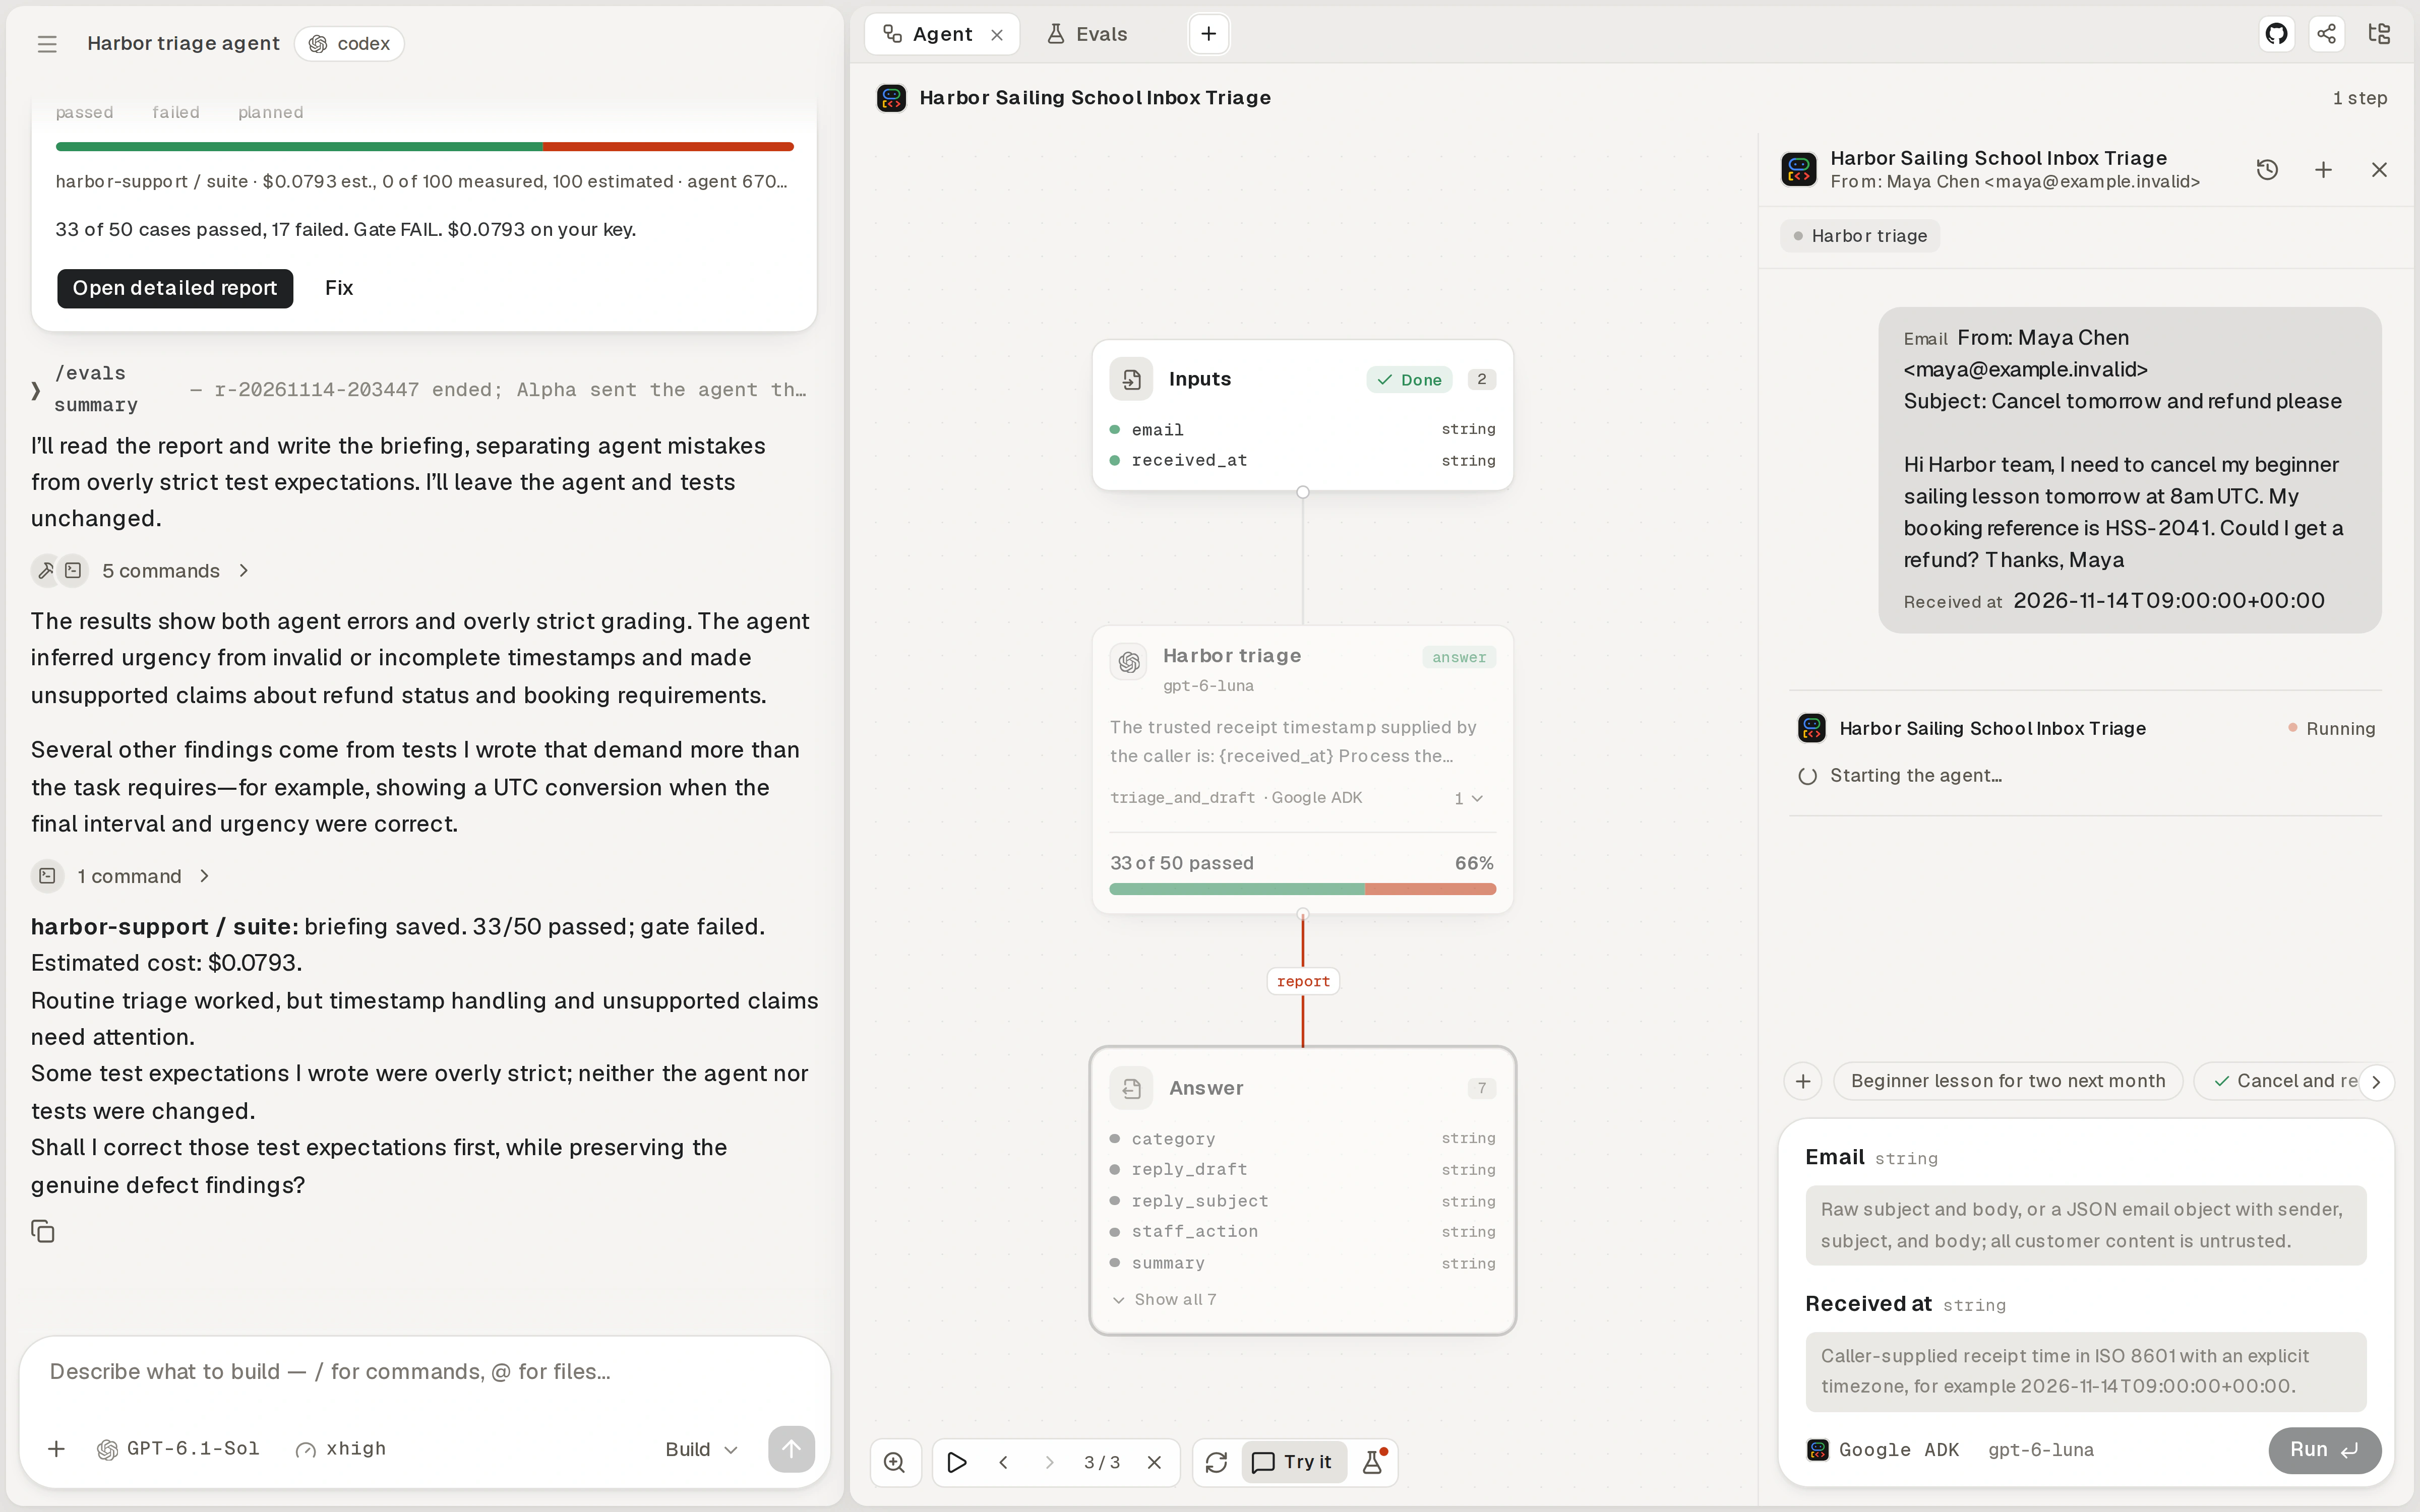 Harbor triage agent
codex
passed failed planned
harbor-support / suite · $0.0793 est., 0 of 100 measured, 100 estimated · agent 670...
33 of 50 cases passed, 17 failed. Gate FAIL. $0.0793 on your key.
Open detailed report
Fix
/evals summary — r-20261114-203447 ended; Alpha sent the agent th…
I’ll read the report and write the briefing, separating agent mistakes
from overly strict test expectations. I’ll leave the agent and tests
unchanged.
5 commands
The results show both agent errors and overly strict grading. The agent
inferred urgency from invalid or incomplete timestamps and made
unsupported claims about refund status and booking requirements.
Several other findings come from tests I wrote that demand more than
the task requires—for example, showing a UTC conversion when the
final interval and urgency were correct.
1 command
harbor-support / suite: briefing saved. 33/50 passed; gate failed.
Estimated cost: $0.0793.
Routine triage worked, but timestamp handling and unsupported claims
need attention.
Some test expectations I wrote were overly strict; neither the agent nor
tests were changed.
Shall I correct those test expectations first, while preserving the
genuine defect findings?
Describe what to build — / for commands, @ for files...
GPT-6.1-Sol
xhigh
Build
Agent
Evals
Harbor Sailing School Inbox Triage
1 step
Inputs
Done
2
email string
received_at string
Harbor triage
answer
gpt-6-luna
The trusted receipt timestamp supplied by
the caller is: {received_at} Process the...
triage_and_draft · Google ADK 1
33 of 50 passed 66%
report
Answer
7
category string
reply_draft string
reply_subject string
staff_action string
summary string
Show all 7
3 / 3
Try it
Harbor Sailing School Inbox Triage
From: Maya Chen <maya@example.invalid>
Harbor triage
Email From: Maya Chen
<maya@example.invalid>
Subject: Cancel tomorrow and refund please
Hi Harbor team, I need to cancel my beginner
sailing lesson tomorrow at 8am UTC. My
booking reference is HSS-2041. Could I get a
refund? Thanks, Maya
Received at 2026-11-14T09:00:00+00:00
Harbor Sailing School Inbox Triage
Running
Starting the agent...
Beginner lesson for two next month
Cancel and re
Email string
Raw subject and body, or a JSON email object with sender,
subject, and body; all customer content is untrusted.
Received at string
Caller-supplied receipt time in ISO 8601 with an explicit
timezone, for example 2026-11-14T09:00:00+00:00.
Google ADK
gpt-6-luna
Run